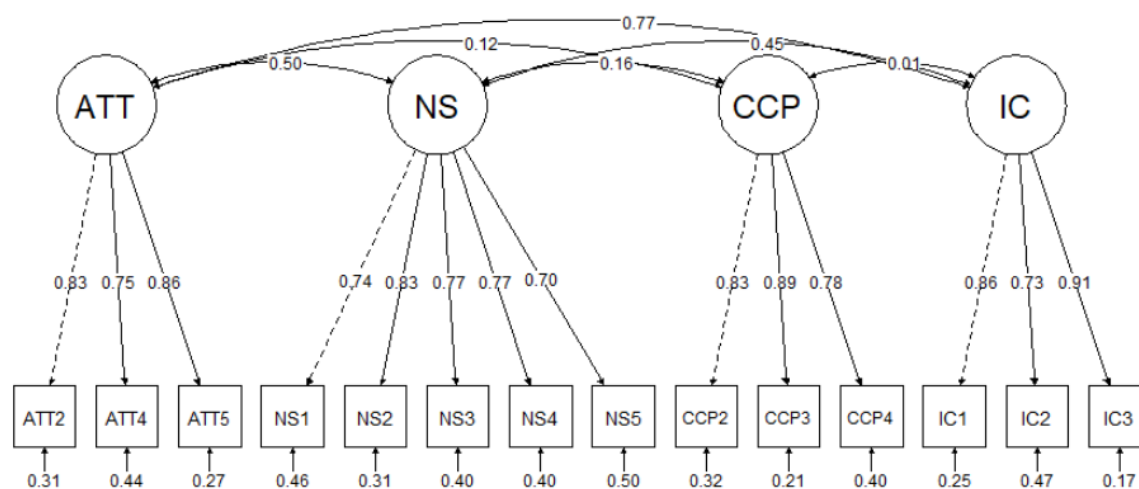 0.77
0.12 0.45
0.50 0.16 0.01
ATT NS CCP IC
0.83 0.75 0.86 0.74 0.83 0.77 0.77 0.70 0.83 0.89 0.78 0.86 0.73 0.91
ATT2 ATT4 ATT5 NS1 NS2 NS3 NS4 NS5 CCP2 CCP3 CCP4 IC1 IC2 IC3
0.31 0.44 0.27 0.46 0.31 0.40 0.40 0.50 0.32 0.21 0.40 0.25 0.47 0.17